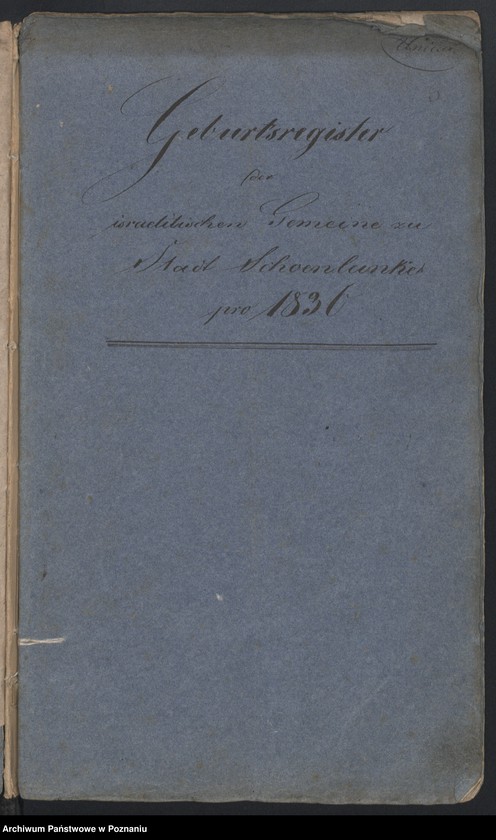 Geburtsregister
der
israelitischen Gemeine zu
Stadt Schoenlanke
pro 1836
Archiwum Państwowe w Poznaniu